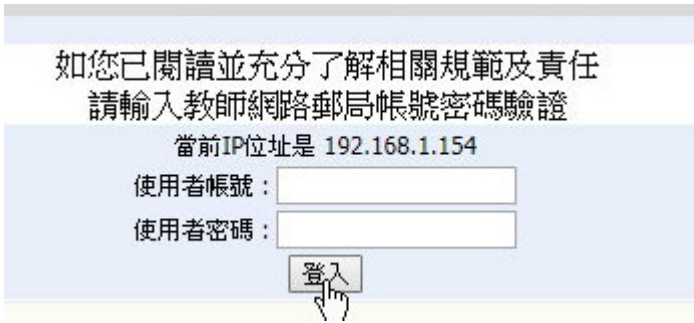 如您已閱讀並充分了解相關規範及責任
請輸入教師網路郵局帳號密碼驗證
當前IP位址是 192.168.1.154
使用者帳號：
使用者密碼：
登入